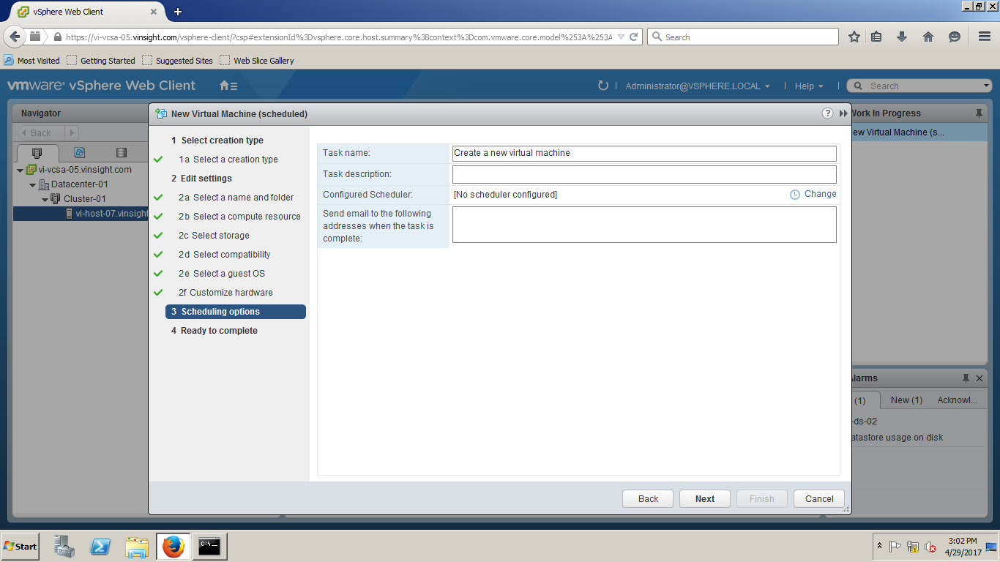 vSphere Web Client
https://vi-vcsa-05.vinsight.com/vsphere-client/?csp#extensionId%3Dvsphere.core.host.summary%3Bcontext%3Dcom.vmware.core.model%253A%253A
Search
Most Visited
Getting Started
Suggested Sites
Web Slice Gallery
vmware® vSphere Web Client
Administrator@VSPHERE.LOCAL
Help
Search
Navigator
Back
vi-vcsa-05.vinsight.com
Datacenter-01
Cluster-01
vi-host-07.vinsight
New Virtual Machine (scheduled)
1 Select creation type
1a Select a creation type
2 Edit settings
2a Select a name and folder
2b Select a compute resource
2c Select storage
2d Select compatibility
2e Select a guest OS
2f Customize hardware
3 Scheduling options
4 Ready to complete
Task name:
Create a new virtual machine
Task description:
Configured Scheduler:
[No scheduler configured]
Change
Send email to the following
addresses when the task is
complete:
Back
Next
Finish
Cancel
Work In Progress
ew Virtual Machine (s...
Alarms
(1)
New (1)
Acknowl...
-ds-02
atastore usage on disk
Start
C:\_
3:02 PM
4/29/2017